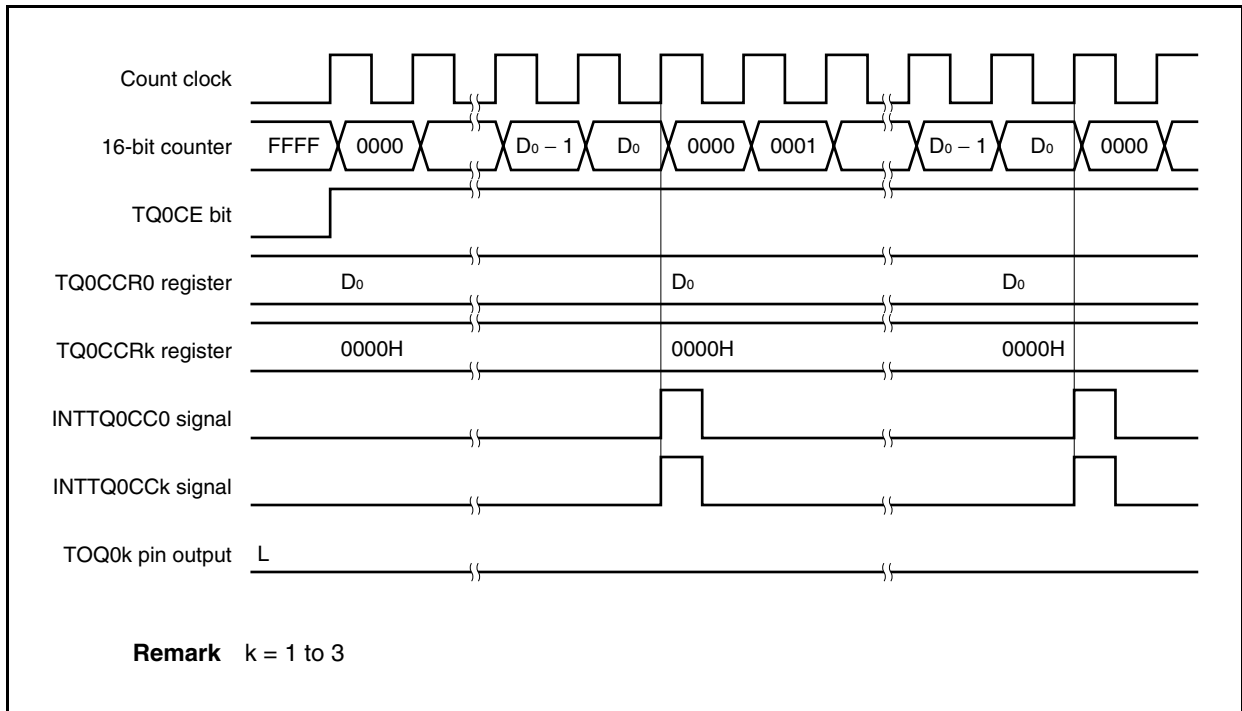 Count clock
16-bit counter FFFF 0000 D₀ − 1 D₀ 0000 0001 D₀ − 1 D₀ 0000
TQ0CE bit
TQ0CCR0 register D₀ D₀ D₀
TQ0CCRk register 0000H 0000H 0000H
INTTQ0CC0 signal
INTTQ0CCk signal
TOQ0k pin output L
Remark k = 1 to 3